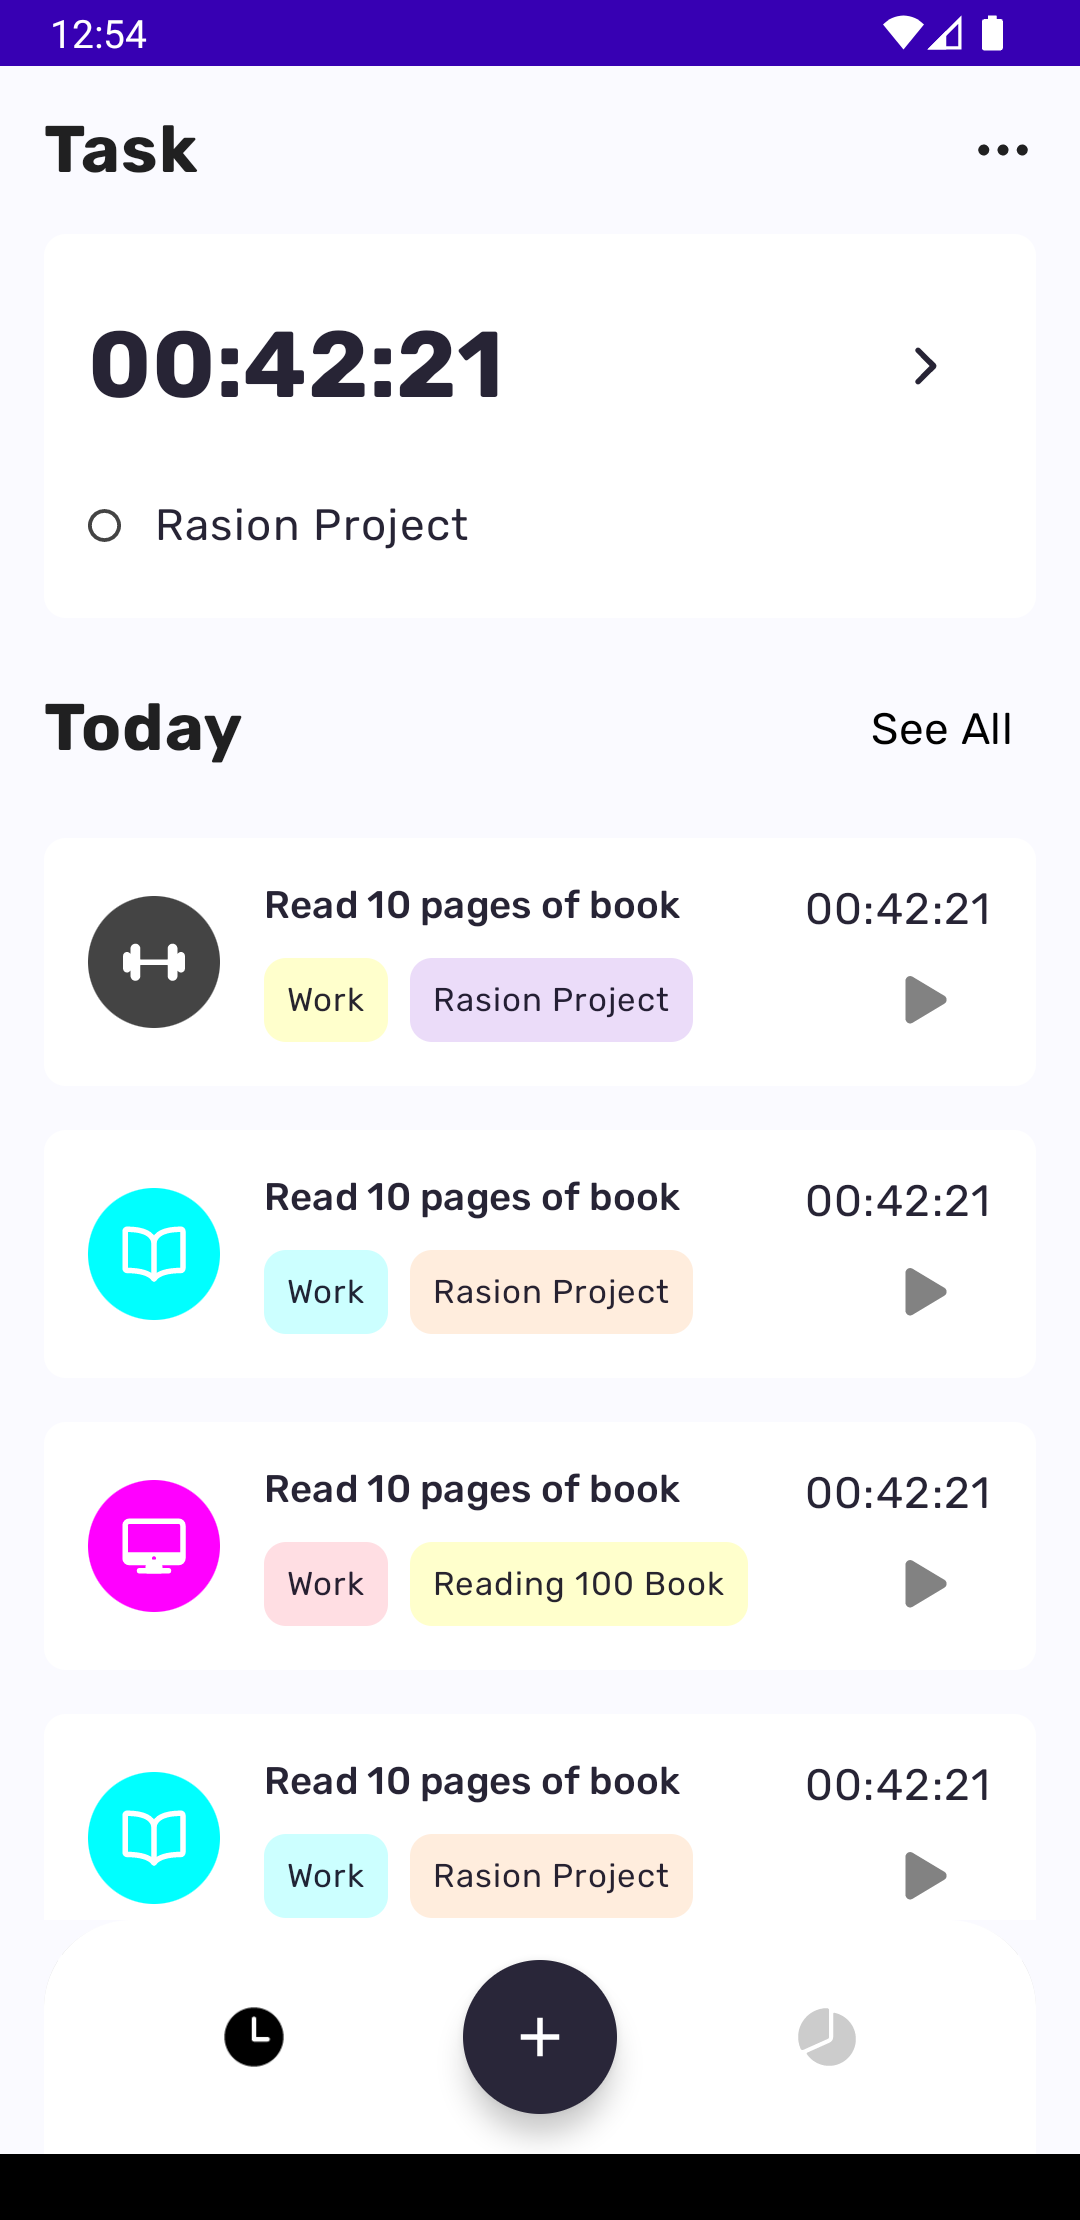 12:54
Task
00:42:21
Rasion Project
Today See All
Read 10 pages of book 00:42:21
Work Rasion Project
Read 10 pages of book 00:42:21
Work Rasion Project
Read 10 pages of book 00:42:21
Work Reading 100 Book
Read 10 pages of book 00:42:21
Work Rasion Project